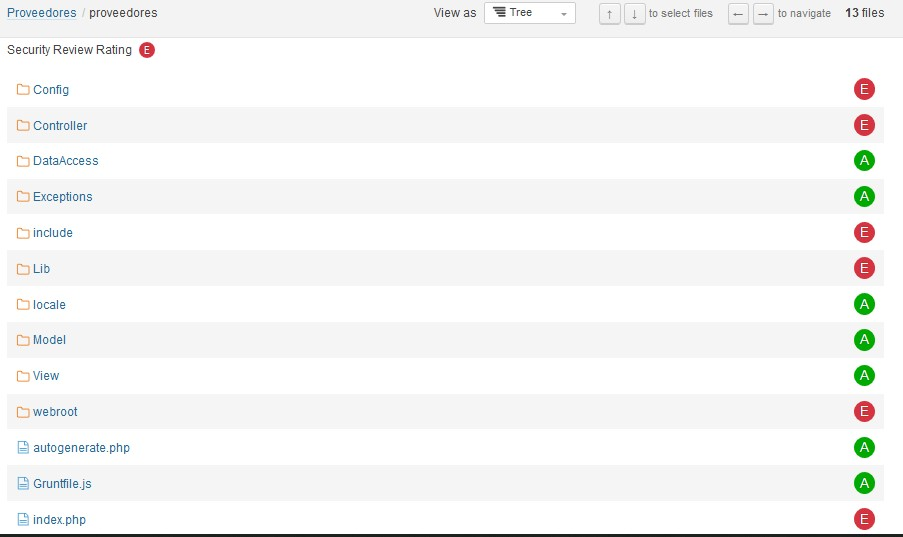 Proveedores / proveedores View as Tree ↑ ↓ to select files ← → to navigate 13 files
Security Review Rating E
Config E
Controller E
DataAccess A
Exceptions A
include E
Lib E
locale A
Model A
View A
webroot E
autogenerate.php A
Gruntfile.js A
index.php E